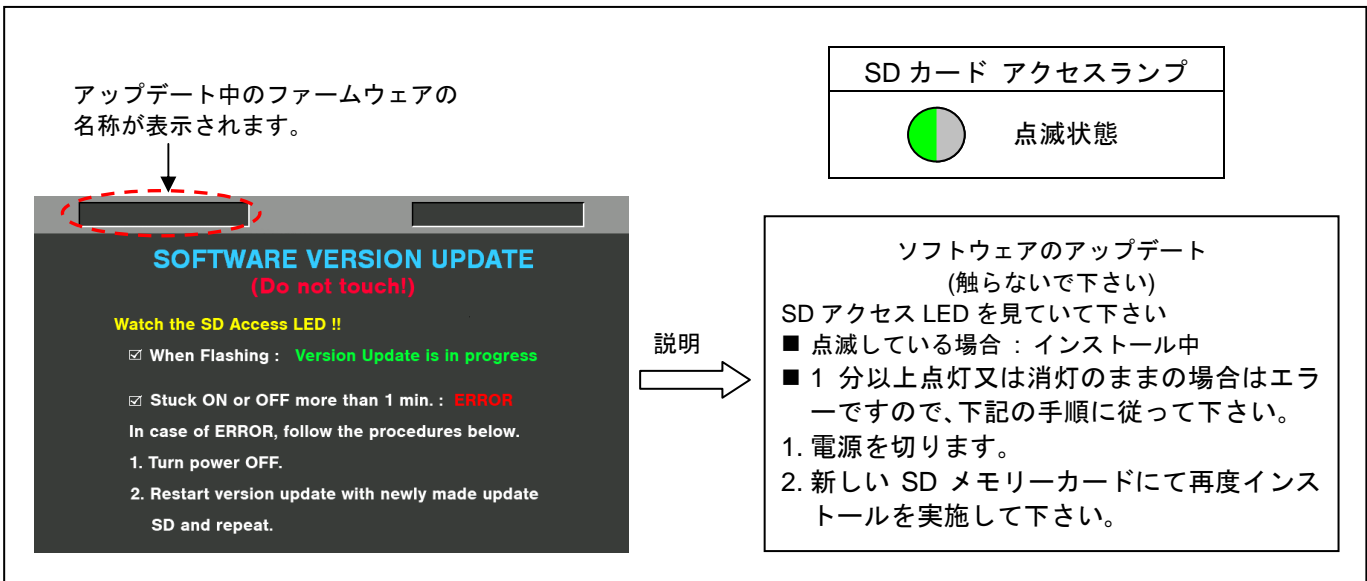 アップデート中のファームウェアの
名称が表示されます。
SD カード アクセスランプ
点滅状態
SOFTWARE VERSION UPDATE
(Do not touch!)
Watch the SD Access LED !!
☑ When Flashing : Version Update is in progress
☑ Stuck ON or OFF more than 1 min. : ERROR
In case of ERROR, follow the procedures below.
1. Turn power OFF.
2. Restart version update with newly made update
SD and repeat.
説明
ソフトウェアのアップデート
(触らないで下さい)
SD アクセス LED を見ていて下さい
■ 点滅している場合 : インストール中
■ 1 分以上点灯又は消灯のままの場合はエラ
ーですので、下記の手順に従って下さい。
1. 電源を切ります。
2. 新しい SD メモリーカードにて再度インス
トールを実施して下さい。